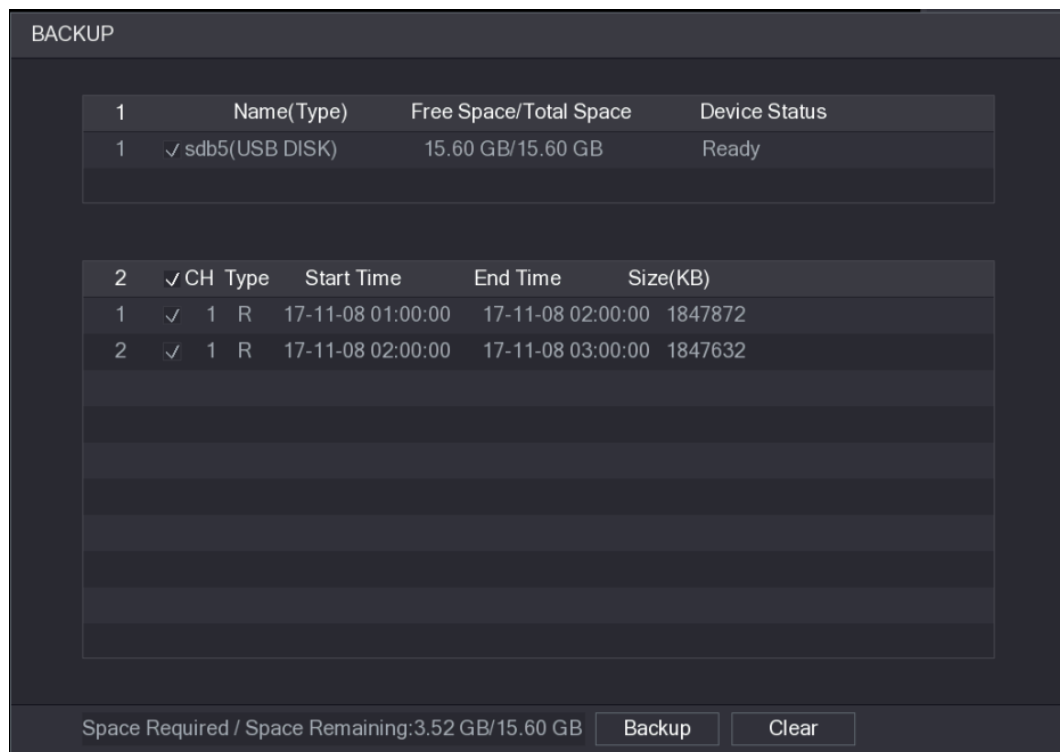 BACKUP
1 Name(Type) Free Space/Total Space Device Status
1 sdb5(USB DISK) 15.60 GB/15.60 GB Ready
2 CH Type Start Time End Time Size(KB)
1 1 R 17-11-08 01:00:00 17-11-08 02:00:00 1847872
2 1 R 17-11-08 02:00:00 17-11-08 03:00:00 1847632
Space Required / Space Remaining:3.52 GB/15.60 GB Backup Clear